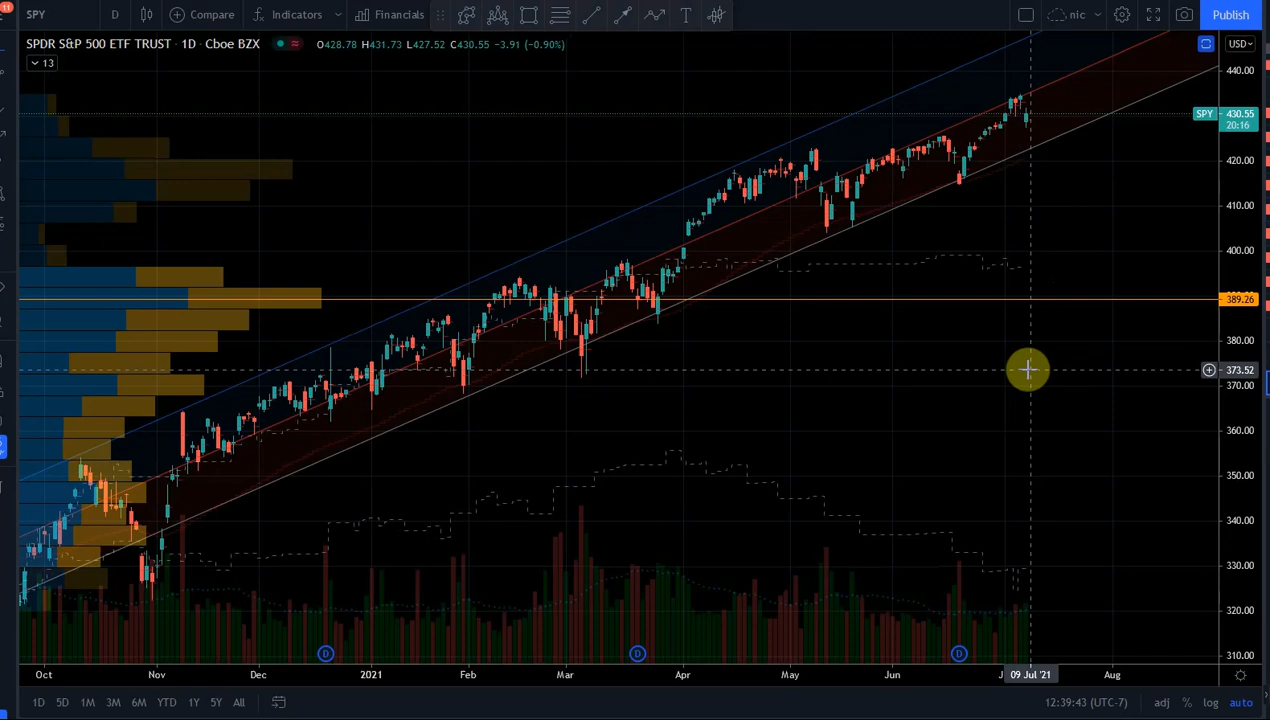 11
SPY
D
Compare
Indicators
Financials
T
nic
Publish
SPDR S&P 500 ETF TRUST · 1D · Cboe BZX
O428.78 H431.73 L427.52 C430.55 -3.91 (-0.90%)
USD
13
440.00
SPY 430.55
20:16
420.00
410.00
400.00
389.26
380.00
373.52
370.00
360.00
350.00
340.00
330.00
320.00
310.00
D
D
D
Oct Nov Dec 2021 Feb Mar Apr May Jun 09 Jul '21 Aug
1D 5D 1M 3M 6M YTD 1Y 5Y All
12:39:43 (UTC-7) adj % log auto